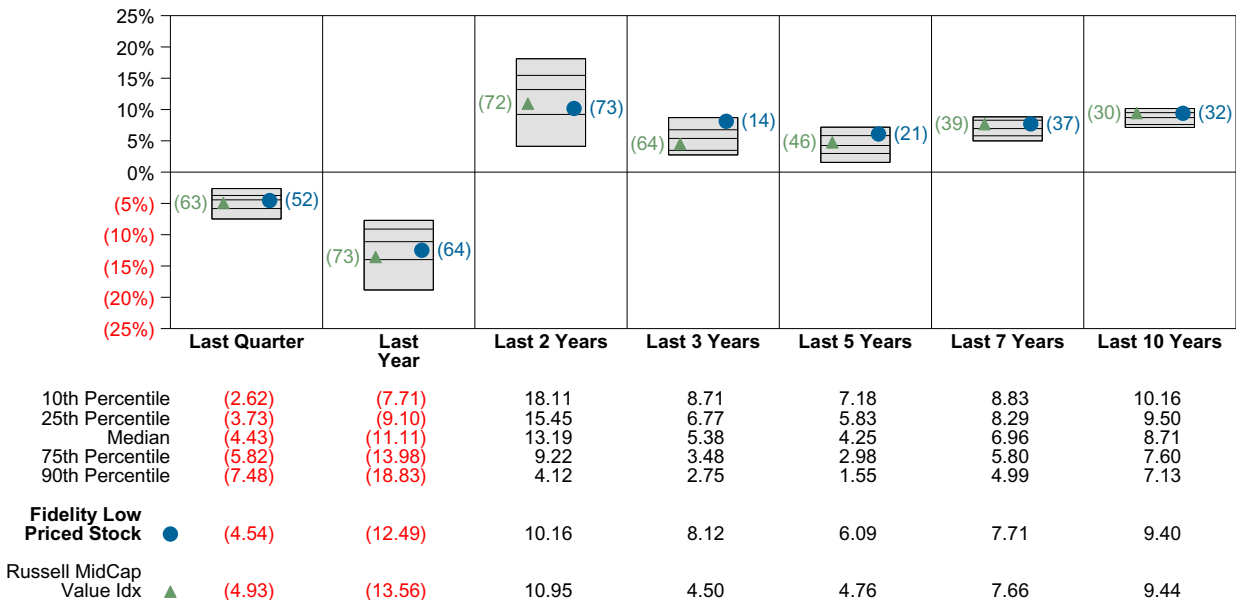 25%
20%
15%
10%
5%
0%
(5%)
(10%)
(15%)
(20%)
(25%)
(63) (52)
(73) (64)
(72) (73)
(64) (14)
(46) (21)
(39) (37)
(30) (32)
Last Quarter Last Year Last 2 Years Last 3 Years Last 5 Years Last 7 Years Last 10 Years
10th Percentile (2.62) (7.71) 18.11 8.71 7.18 8.83 10.16
25th Percentile (3.73) (9.10) 15.45 6.77 5.83 8.29 9.50
Median (4.43) (11.11) 13.19 5.38 4.25 6.96 8.71
75th Percentile (5.82) (13.98) 9.22 3.48 2.98 5.80 7.60
90th Percentile (7.48) (18.83) 4.12 2.75 1.55 4.99 7.13
Fidelity Low
Priced Stock (4.54) (12.49) 10.16 8.12 6.09 7.71 9.40
Russell MidCap
Value Idx (4.93) (13.56) 10.95 4.50 4.76 7.66 9.44